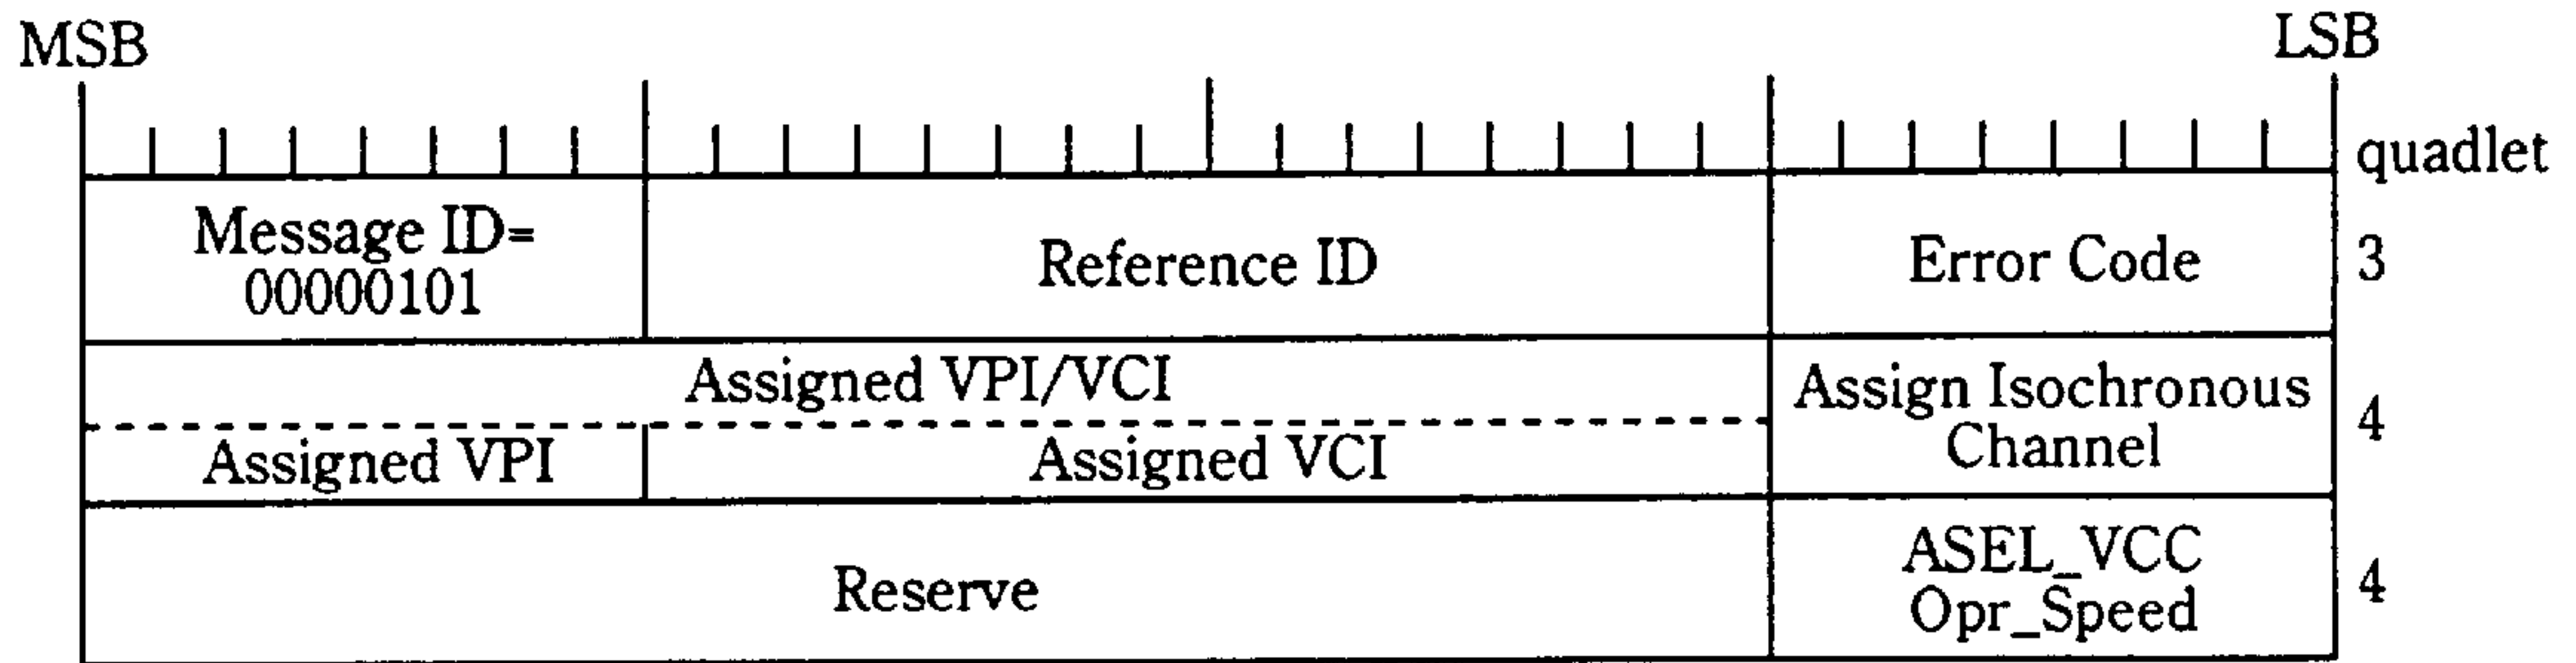 MSB
LSB
quadlet
Message ID=
00000101
Reference ID
Error Code
3
Assigned VPI/VCI
Assign Isochronous
Channel
4
Assigned VPI
Assigned VCI
Reserve
ASEL_VCC
Opr_Speed
4